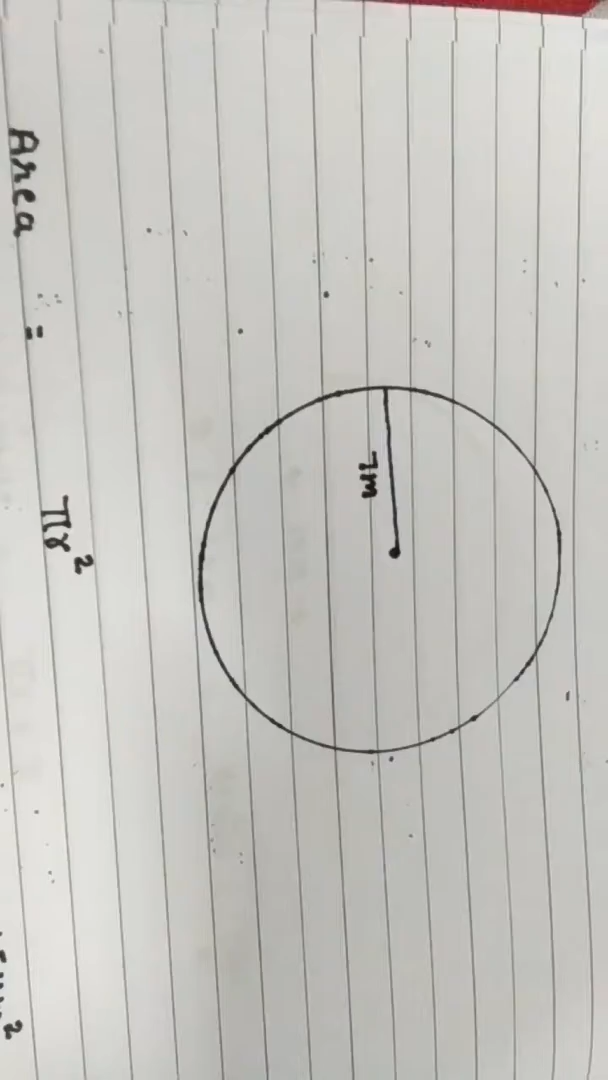 7m
Area = πr²